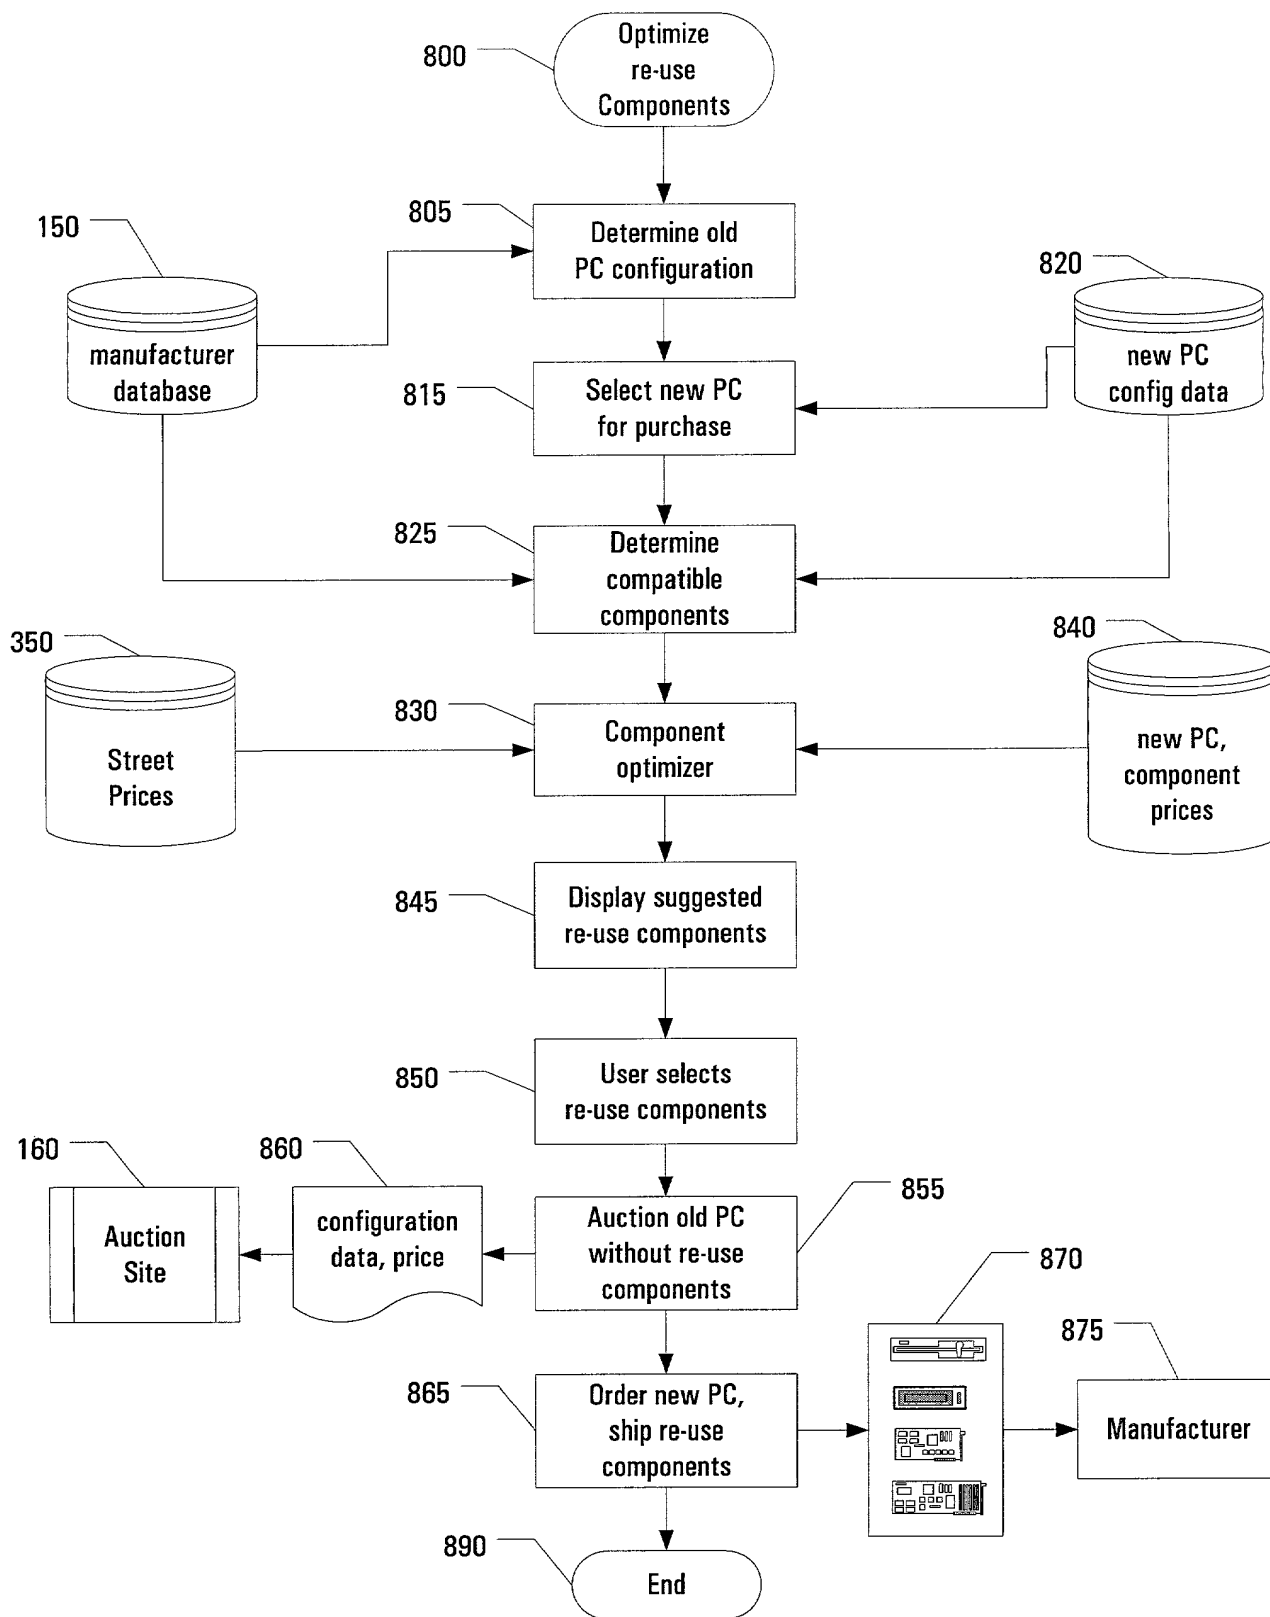 800
Optimize
re-use
Components
805
Determine old
PC configuration
150
manufacturer
database
820
new PC
config data
815
Select new PC
for purchase
825
Determine
compatible
components
350
Street
Prices
830
Component
optimizer
840
new PC,
component
prices
845
Display suggested
re-use components
850
User selects
re-use components
160
Auction
Site
860
configuration
data, price
855
Auction old PC
without re-use
components
870
875
Manufacturer
865
Order new PC,
ship re-use
components
890
End